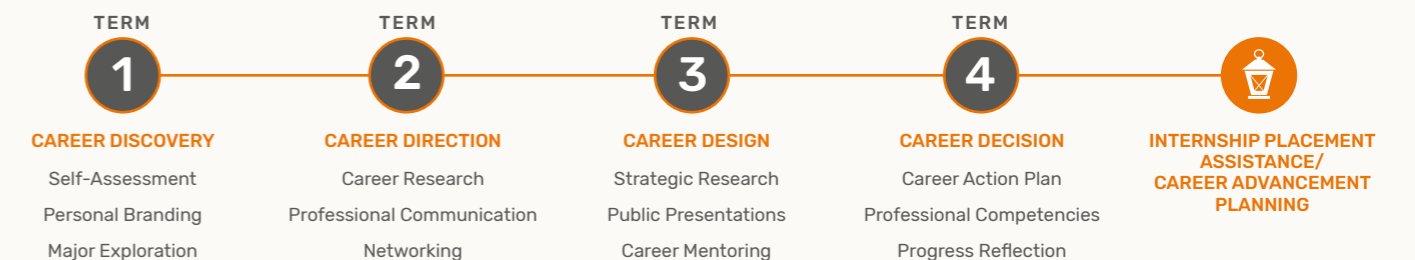 TERM
1
CAREER DISCOVERY
Self-Assessment
Personal Branding
Major Exploration
TERM
2
CAREER DIRECTION
Career Research
Professional Communication
Networking
TERM
3
CAREER DESIGN
Strategic Research
Public Presentations
Career Mentoring
TERM
4
CAREER DECISION
Career Action Plan
Professional Competencies
Progress Reflection
INTERNSHIP PLACEMENT
ASSISTANCE/
CAREER ADVANCEMENT
PLANNING